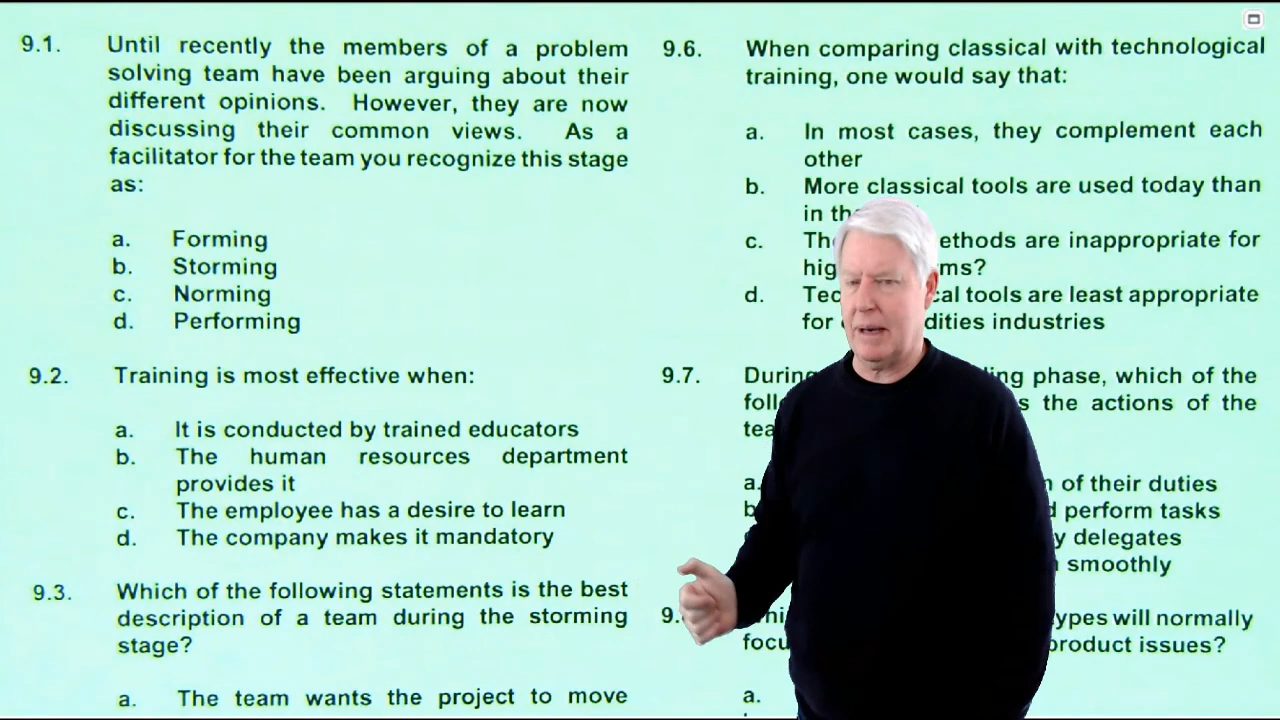 9.1. Until recently the members of a problem
solving team have been arguing about their
different opinions. However, they are now
discussing their common views. As a
facilitator for the team you recognize this stage
as:
a. Forming
b. Storming
c. Norming
d. Performing
9.2. Training is most effective when:
a. It is conducted by trained educators
b. The human resources department
provides it
c. The employee has a desire to learn
d. The company makes it mandatory
9.3. Which of the following statements is the best
description of a team during the storming
stage?
a. The team wants the project to move
9.6. When comparing classical with technological
training, one would say that:
a. In most cases, they complement each
other
b. More classical tools are used today than
in
c. are inappropriate for
d. tools are least appropriate
for industries
9.7. During phase, which of the
the actions of the
a. of their duties
perform tasks
delegates
smoothly
will normally
product issues?
a.